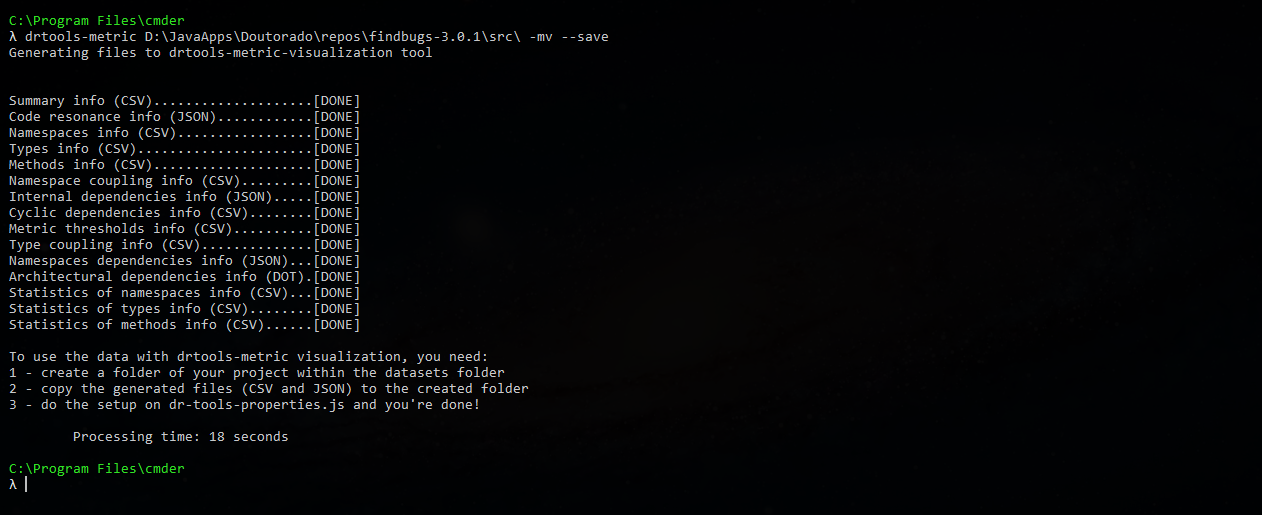 C:\Program Files\cmder
λ drtools-metric D:\JavaApps\Doutorado\repos\findbugs-3.0.1\src\ -mv --save
Generating files to drtools-metric-visualization tool
Summary info (CSV)....................[DONE]
Code resonance info (JSON)............[DONE]
Namespaces info (CSV).................[DONE]
Types info (CSV)......................[DONE]
Methods info (CSV)....................[DONE]
Namespace coupling info (CSV).........[DONE]
Internal dependencies info (JSON).....[DONE]
Cyclic dependencies info (CSV)........[DONE]
Metric thresholds info (CSV)..........[DONE]
Type coupling info (CSV)..............[DONE]
Namespaces dependencies info (JSON)...[DONE]
Architectural dependencies info (DOT).[DONE]
Statistics of namespaces info (CSV)...[DONE]
Statistics of types info (CSV)........[DONE]
Statistics of methods info (CSV)......[DONE]
To use the data with drtools-metric visualization, you need:
1 - create a folder of your project within the datasets folder
2 - copy the generated files (CSV and JSON) to the created folder
3 - do the setup on dr-tools-properties.js and you're done!
Processing time: 18 seconds
C:\Program Files\cmder
λ